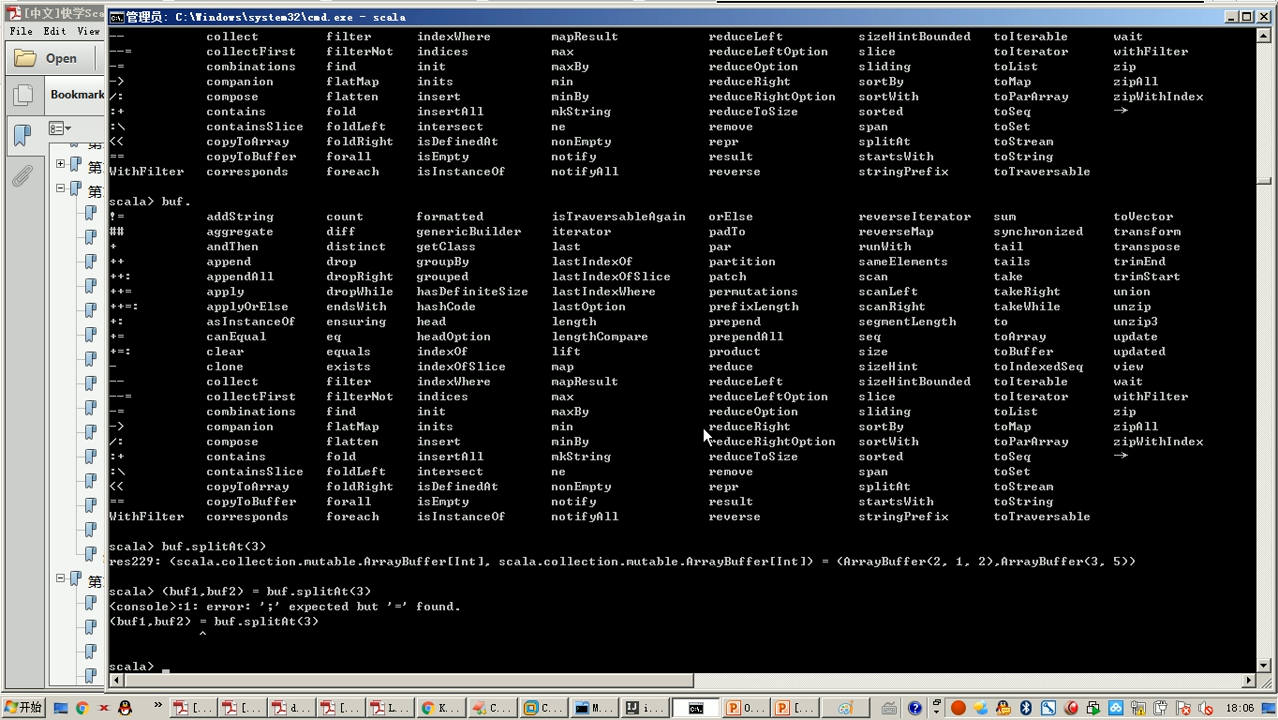 [中文]快学Sca
管理员: C:\Windows\system32\cmd.exe - scala
File Edit View
Open
Bookmark
-- collect filter indexWhere mapResult reduceLeft sizeHintBounded toIterable wait
--= collectFirst filterNot indices max reduceLeftOption slice toIterator withFilter
-= combinations find init maxBy reduceOption sliding toList zip
-> companion flatMap inits min reduceRight sortBy toMap zipAll
/: compose flatten insert minBy reduceRightOption sortWith toParArray zipWithIndex
:+ contains fold insertAll mkString reduceToSize sorted toSeq →
:\ containsSlice foldLeft intersect ne remove span toSet
<< copyToArray foldRight isDefinedAt nonEmpty repr splitAt toStream
== copyToBuffer forall isEmpty notify result startsWith toString
WithFilter corresponds foreach isInstanceOf notifyAll reverse stringPrefix toTraversable
scala> buf.
!= addString count formatted isTraversableAgain orElse reverseIterator sum toVector
## aggregate diff genericBuilder iterator padTo reverseMap synchronized transform
+ andThen distinct getClass last par runWith tail transpose
++ append drop groupBy lastIndexOf partition sameElements tails trimEnd
++: appendAll dropRight grouped lastIndexOfSlice patch scan take trimStart
++= apply dropWhile hasDefiniteSize lastIndexWhere permutations scanLeft takeRight union
++=: applyOrElse endsWith hashCode lastOption prefixLength scanRight takeWhile unzip
+: asInstanceOf ensuring head length prepend segmentLength to unzip3
+= canEqual eq headOption lengthCompare prependAll seq toArray update
+=: clear equals indexOf lift product size toBuffer updated
- clone exists indexOfSlice map reduce sizeHint toIndexedSeq view
-- collect filter indexWhere mapResult reduceLeft sizeHintBounded toIterable wait
--= collectFirst filterNot indices max reduceLeftOption slice toIterator withFilter
-= combinations find init maxBy reduceOption sliding toList zip
-> companion flatMap inits min reduceRight sortBy toMap zipAll
/: compose flatten insert minBy reduceRightOption sortWith toParArray zipWithIndex
:+ contains fold insertAll mkString reduceToSize sorted toSeq →
:\ containsSlice foldLeft intersect ne remove span toSet
<< copyToArray foldRight isDefinedAt nonEmpty repr splitAt toStream
== copyToBuffer forall isEmpty notify result startsWith toString
WithFilter corresponds foreach isInstanceOf notifyAll reverse stringPrefix toTraversable
scala> buf.splitAt(3)
res229: (scala.collection.mutable.ArrayBuffer[Int], scala.collection.mutable.ArrayBuffer[Int]) = (ArrayBuffer(2, 1, 2),ArrayBuffer(3, 5))
scala> (buf1,buf2) = buf.splitAt(3)
<console>:1: error: ';' expected but '=' found.
(buf1,buf2) = buf.splitAt(3)
^
scala> _
第
第
第
开始 [... [... d... [... L... K... C... C... M... i... O... [... 18:06